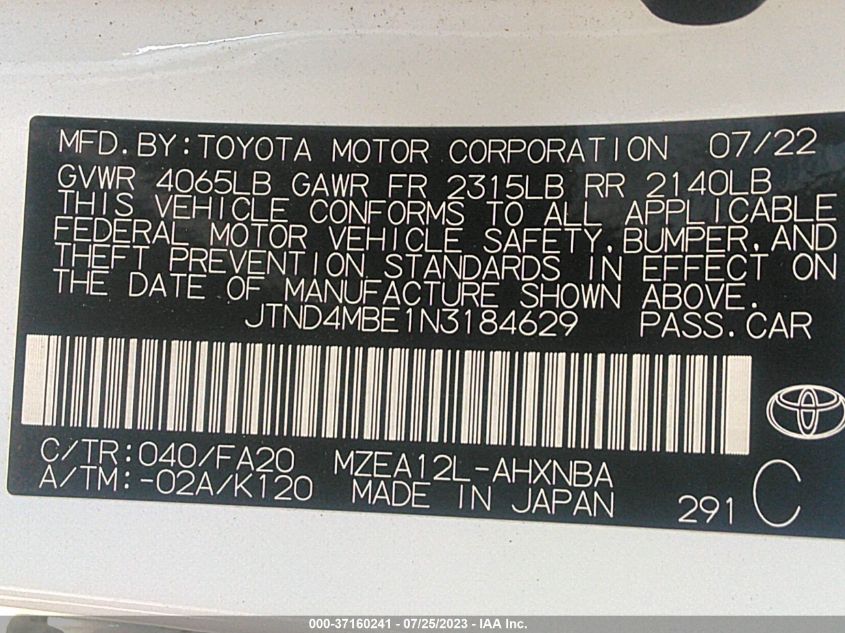 MFD. BY: TOYOTA MOTOR CORPORATION 07/22
GVWR 4065LB GAWR FR 2315LB RR 2140LB
THIS VEHICLE CONFORMS TO ALL APPLICABLE
FEDERAL MOTOR VEHICLE SAFETY, BUMPER, AND
THEFT PREVENTION STANDARDS IN EFFECT ON
THE DATE OF MANUFACTURE SHOWN ABOVE.
JTND4MBE1N3184629 PASS. CAR
C/TR: 040/FA20 MZEA12L-AHXNBA
A/TM: -02A/K120 MADE IN JAPAN 291 C
000-37160241 - 07/25/2023 - IAA Inc.